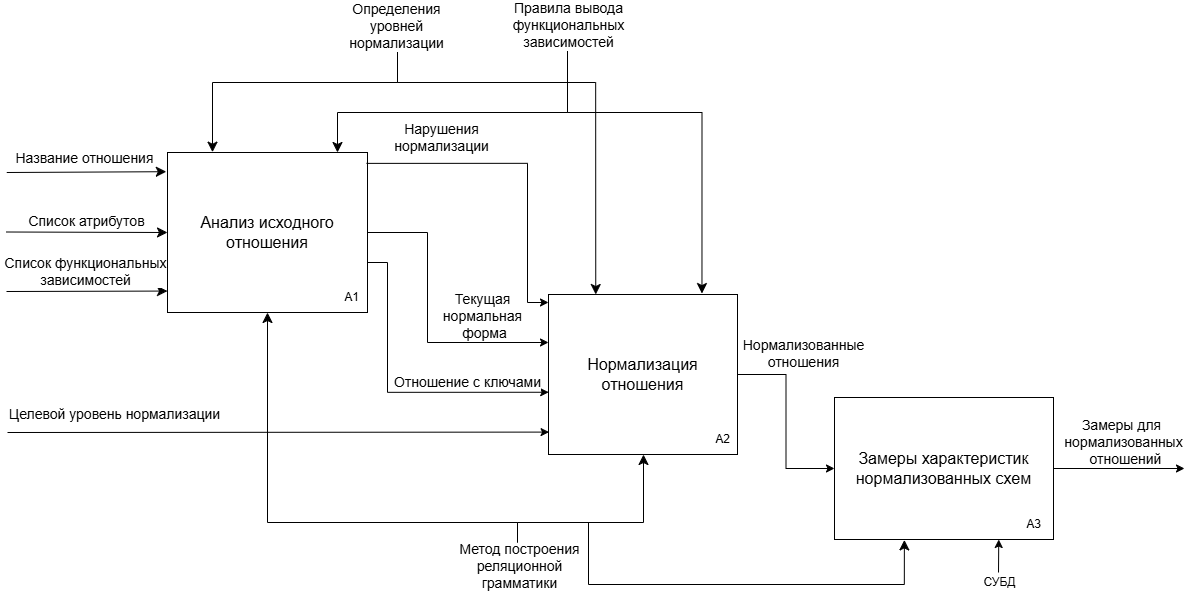 Определения
уровней
нормализации
Правила вывода
функциональных
зависимостей
Нарушения
нормализации
Название отношения
Список атрибутов
Список функциональных
зависимостей
Анализ исходного
отношения
A1
Текущая
нормальная
форма
Отношение с ключами
Целевой уровень нормализации
Нормализация
отношения
A2
Нормализованные
отношения
Замеры характеристик
нормализованных схем
A3
Замеры для
нормализованных
отношений
Метод построения
реляционной
грамматики
СУБД